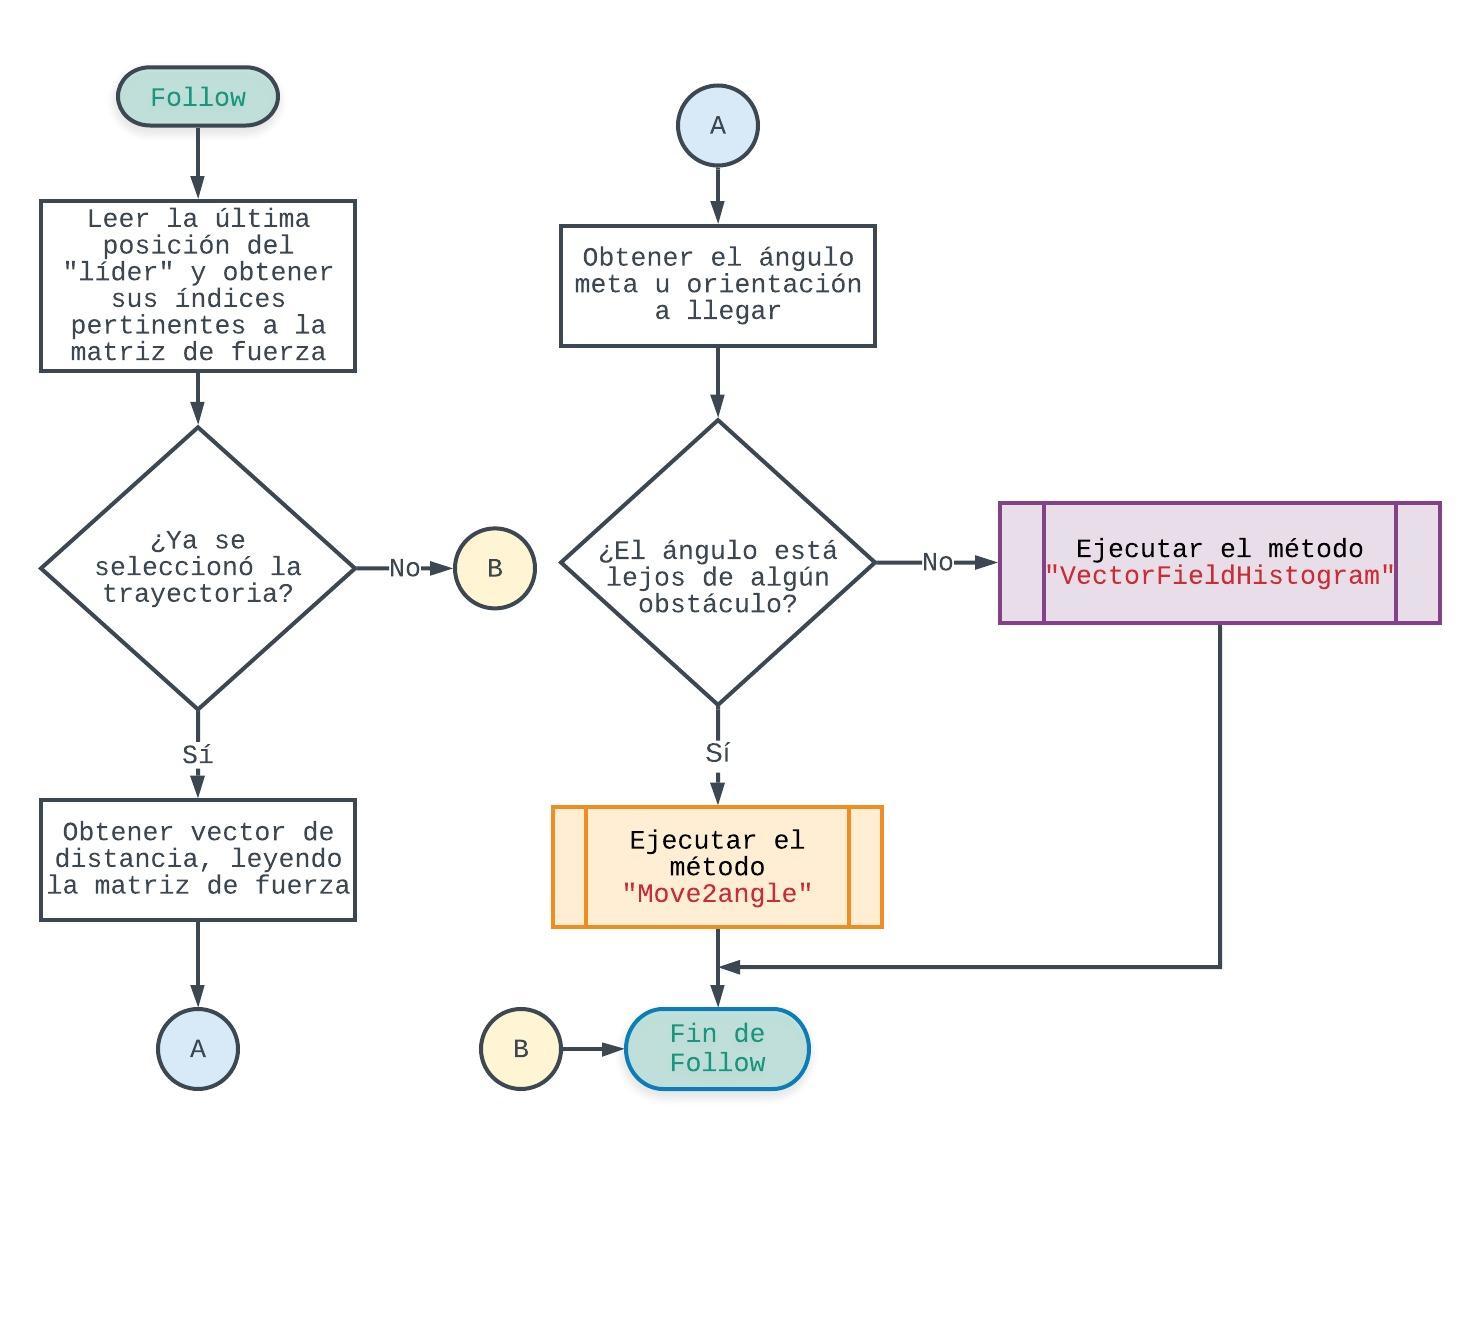 Follow
Leer la última
posición del
"líder" y obtener
sus índices
pertinentes a la
matriz de fuerza
¿Ya se
seleccionó la
trayectoria?
No
B
Sí
Obtener vector de
distancia, leyendo
la matriz de fuerza
A
A
Obtener el ángulo
meta u orientación
a llegar
¿El ángulo está
lejos de algún
obstáculo?
No
Ejecutar el método
"VectorFieldHistogram"
Sí
Ejecutar el
método
"Move2angle"
B
Fin de
Follow